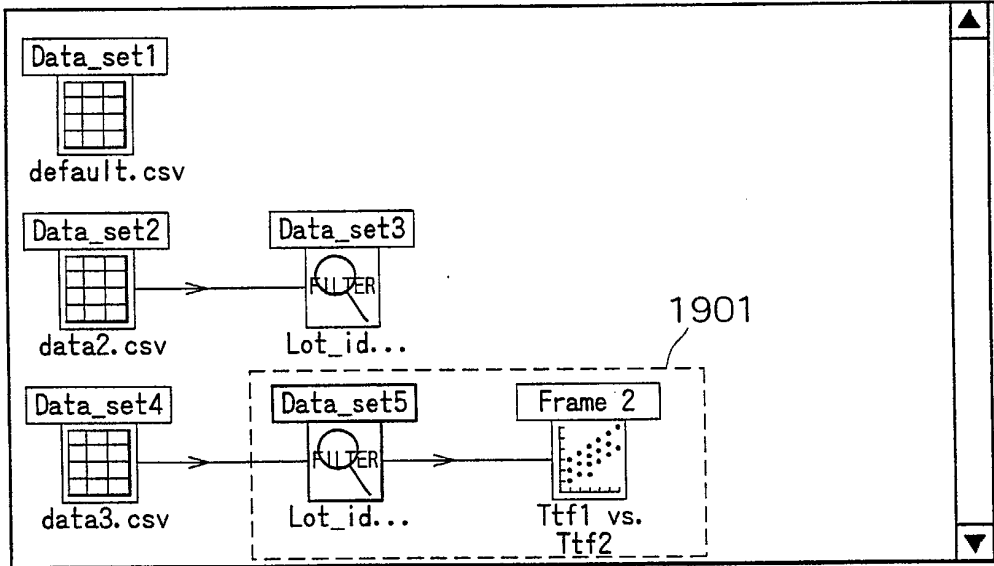 Data_set1
default.csv
Data_set2
Data_set3
FILTER
data2.csv
Lot_id...
1901
Data_set4
Data_set5
Frame 2
FILTER
data3.csv
Lot_id...
Ttf1 vs.
Ttf2